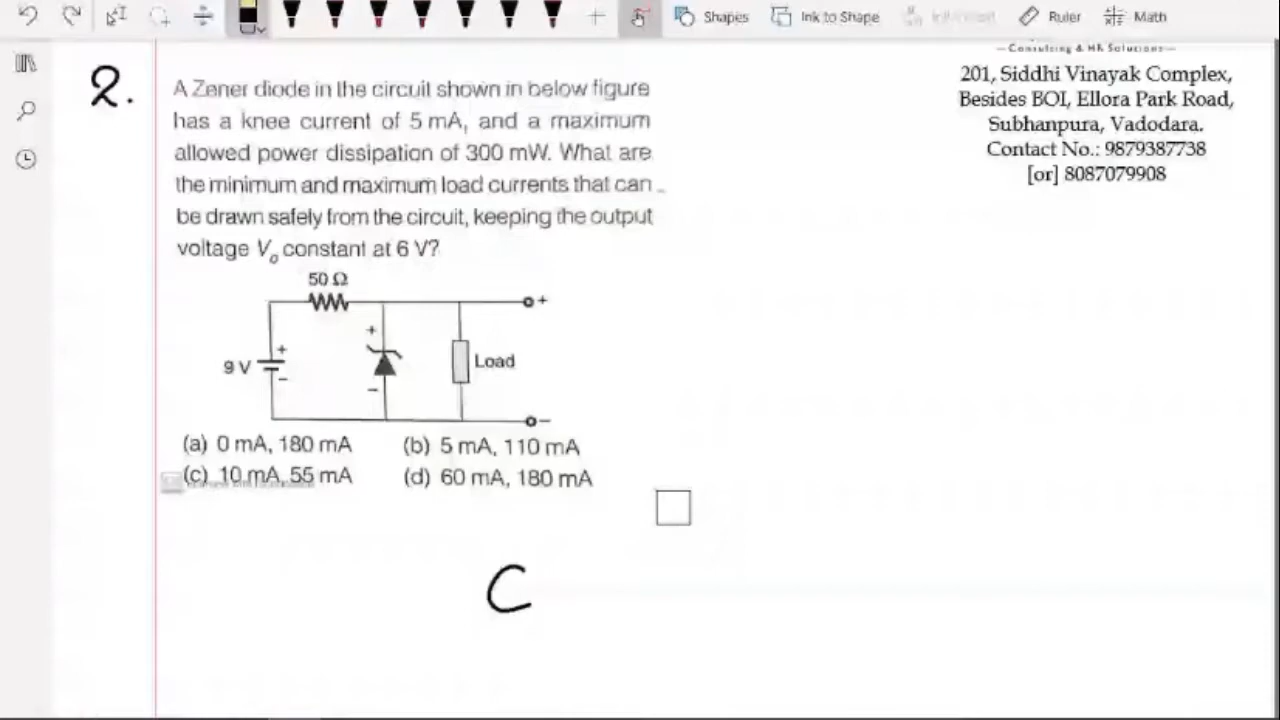 Shapes
Ink to Shape
Ruler
Math
— Consulting & HR Solutions —
201, Siddhi Vinayak Complex,
Besides BOI, Ellora Park Road,
Subhanpura, Vadodara.
Contact No.: 9879387738
[or] 8087079908
2.
A Zener diode in the circuit shown in below figure
has a knee current of 5 mA, and a maximum
allowed power dissipation of 300 mW. What are
the minimum and maximum load currents that can
be drawn safely from the circuit, keeping the output
voltage Vo constant at 6 V?
50 Ω
+
+
+
9 V
Load
−
−
−
(a) 0 mA, 180 mA (b) 5 mA, 110 mA
(c) 10 mA, 55 mA (d) 60 mA, 180 mA
C